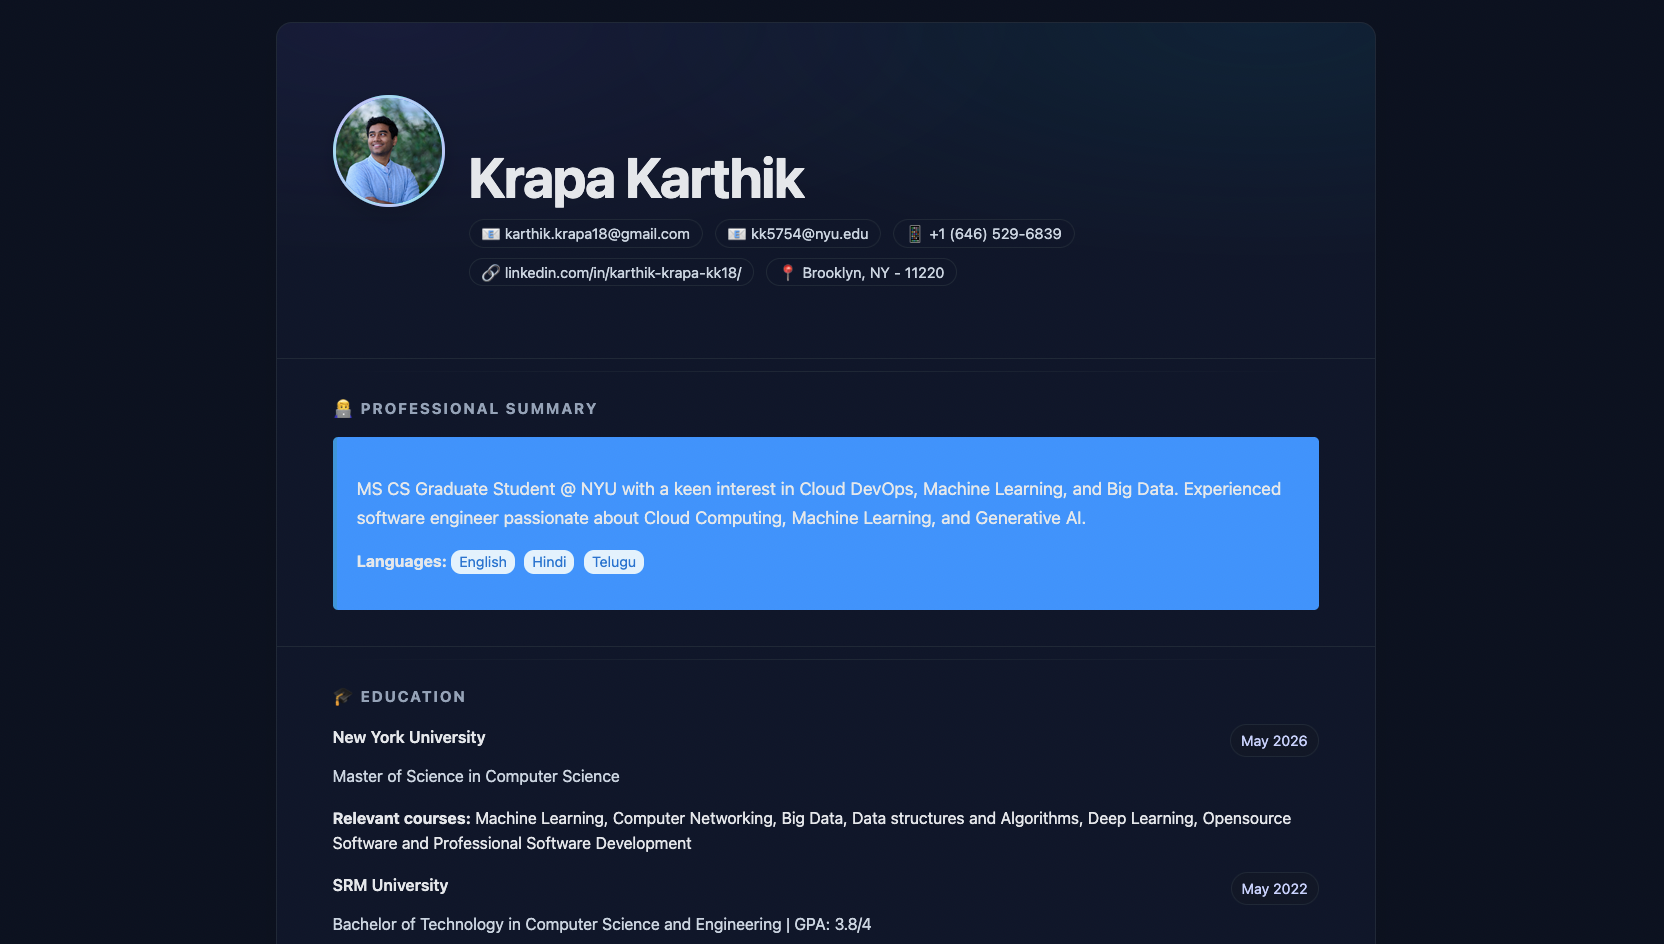 Krapa Karthik
karthik.krapa18@gmail.com kk5754@nyu.edu +1 (646) 529-6839
linkedin.com/in/karthik-krapa-kk18/ Brooklyn, NY - 11220
PROFESSIONAL SUMMARY
MS CS Graduate Student @ NYU with a keen interest in Cloud DevOps, Machine Learning, and Big Data. Experienced
software engineer passionate about Cloud Computing, Machine Learning, and Generative AI.
Languages: English Hindi Telugu
EDUCATION
New York University May 2026
Master of Science in Computer Science
Relevant courses: Machine Learning, Computer Networking, Big Data, Data structures and Algorithms, Deep Learning, Opensource
Software and Professional Software Development
SRM University May 2022
Bachelor of Technology in Computer Science and Engineering | GPA: 3.8/4